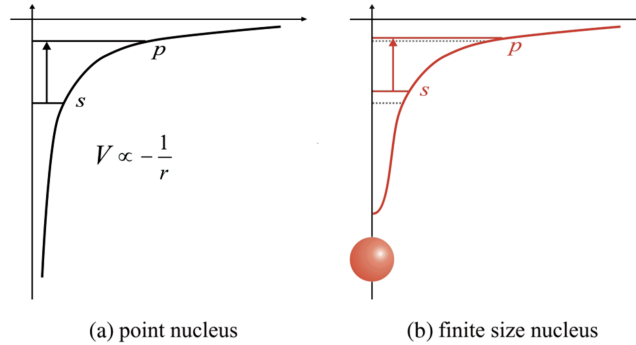 p
s
V ∝ − 1/r
p
s
(a) point nucleus
(b) finite size nucleus